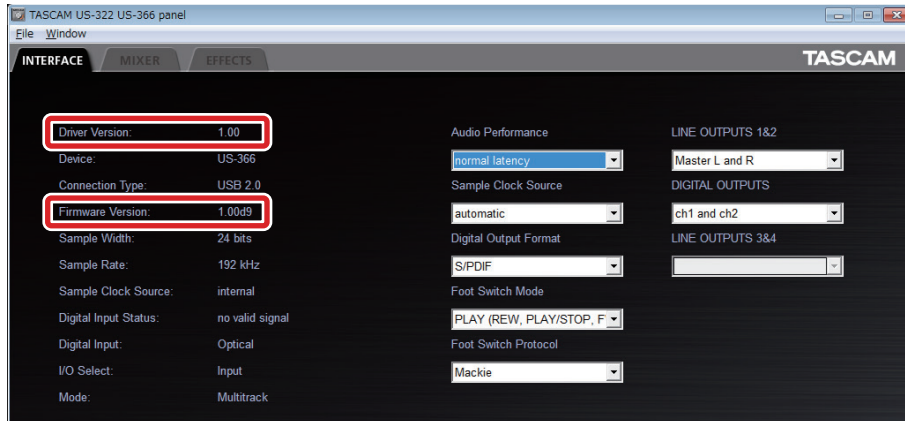 TASCAM US-322 US-366 panel
File Window
INTERFACE MIXER EFFECTS TASCAM
Driver Version: 1.00
Device: US-366
Connection Type: USB 2.0
Firmware Version: 1.00d9
Sample Width: 24 bits
Sample Rate: 192 kHz
Sample Clock Source: internal
Digital Input Status: no valid signal
Digital Input: Optical
I/O Select: Input
Mode: Multitrack
Audio Performance
normal latency
Sample Clock Source
automatic
Digital Output Format
S/PDIF
Foot Switch Mode
PLAY (REW, PLAY/STOP, F
Foot Switch Protocol
Mackie
LINE OUTPUTS 1&2
Master L and R
DIGITAL OUTPUTS
ch1 and ch2
LINE OUTPUTS 3&4